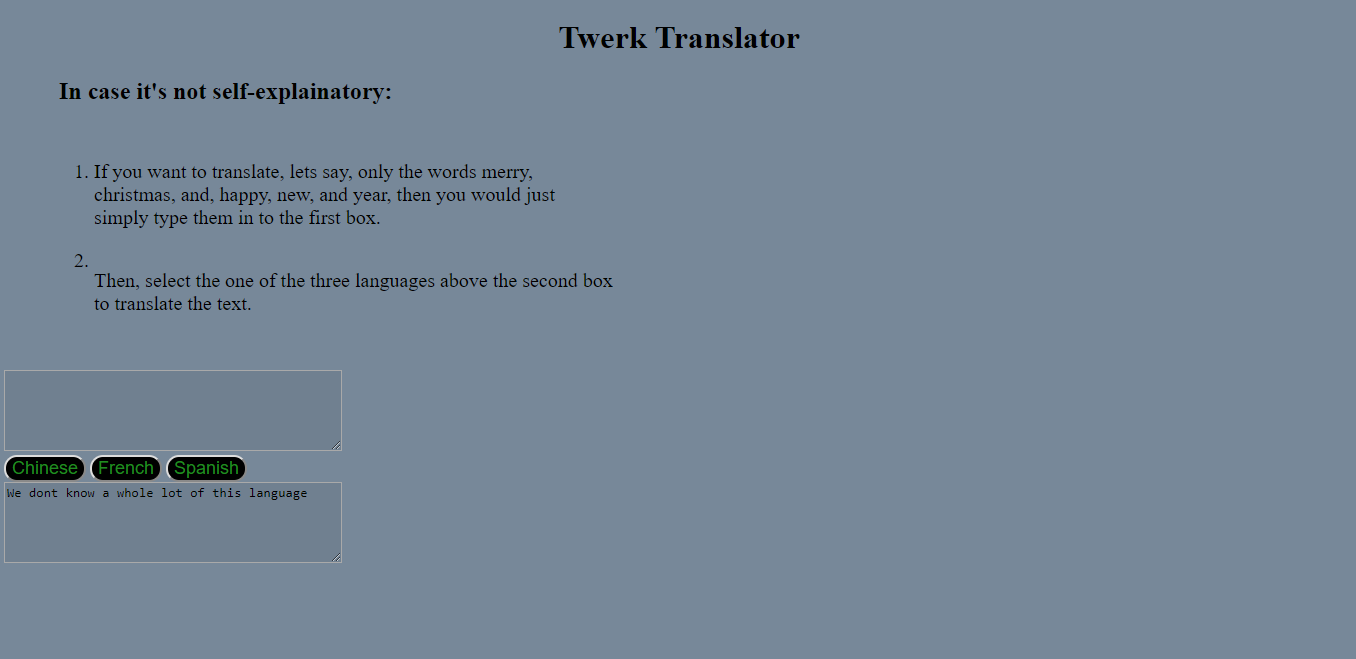 Twerk Translator
In case it's not self-explainatory:
1. If you want to translate, lets say, only the words merry,
christmas, and, happy, new, and year, then you would just
simply type them in to the first box.
2.
Then, select the one of the three languages above the second box
to translate the text.
Chinese French Spanish
We dont know a whole lot of this language